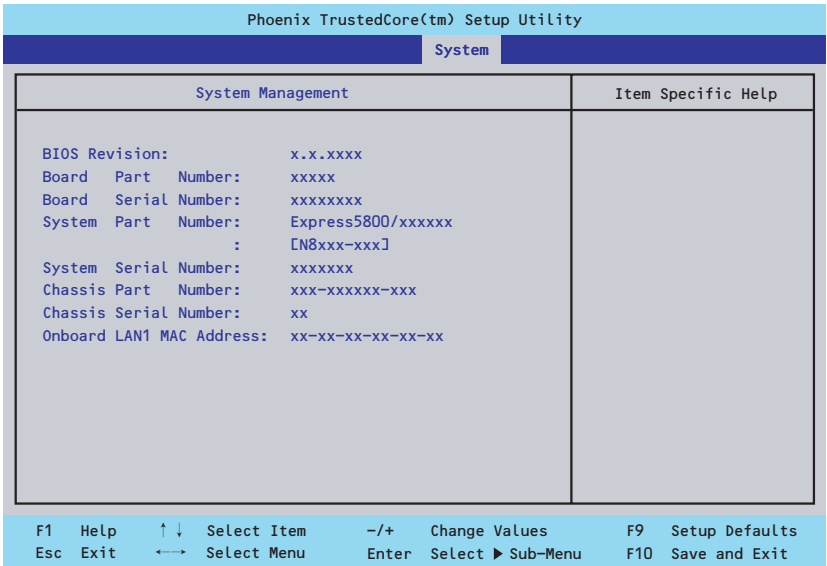 Phoenix TrustedCore(tm) Setup Utility
System
System Management
Item Specific Help
BIOS Revision: x.x.xxxx
Board Part Number: xxxxx
Board Serial Number: xxxxxxxx
System Part Number: Express5800/xxxxxx
: [N8xxx-xxx]
System Serial Number: xxxxxxx
Chassis Part Number: xxx-xxxxxx-xxx
Chassis Serial Number: xx
Onboard LAN1 MAC Address: xx-xx-xx-xx-xx-xx
F1 Help ↑↓ Select Item -/+ Change Values F9 Setup Defaults
Esc Exit ←→ Select Menu Enter Select ▶ Sub-Menu F10 Save and Exit